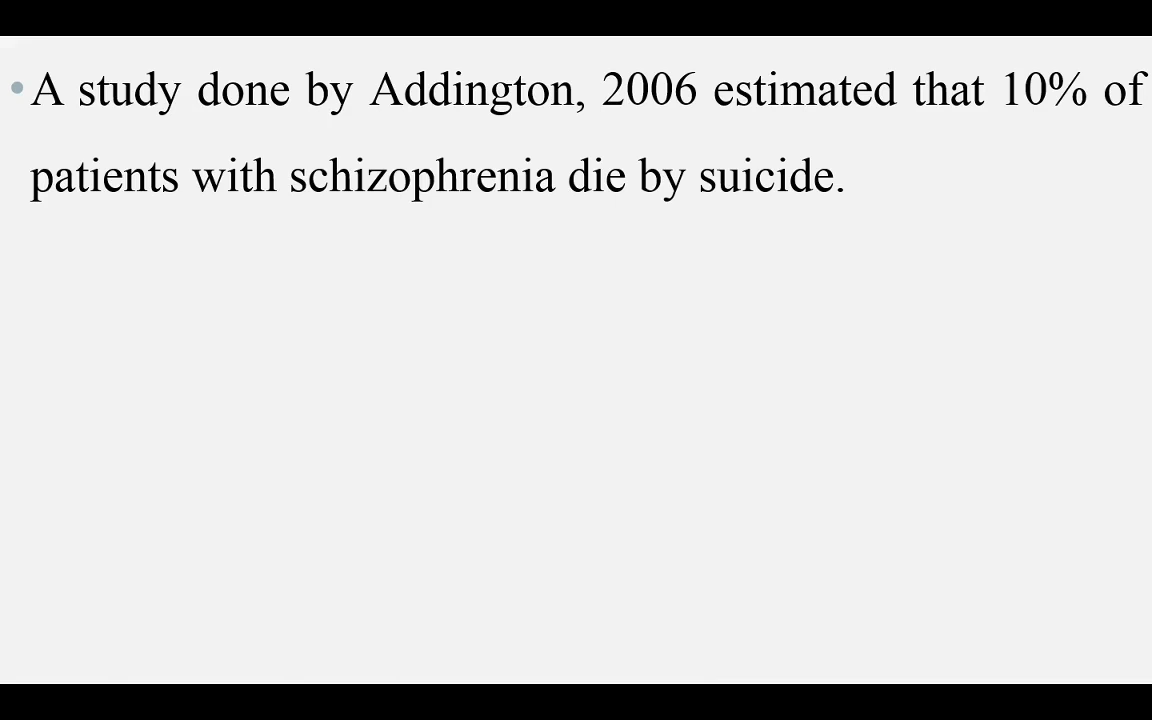 •A study done by Addington, 2006 estimated that 10% of
patients with schizophrenia die by suicide.